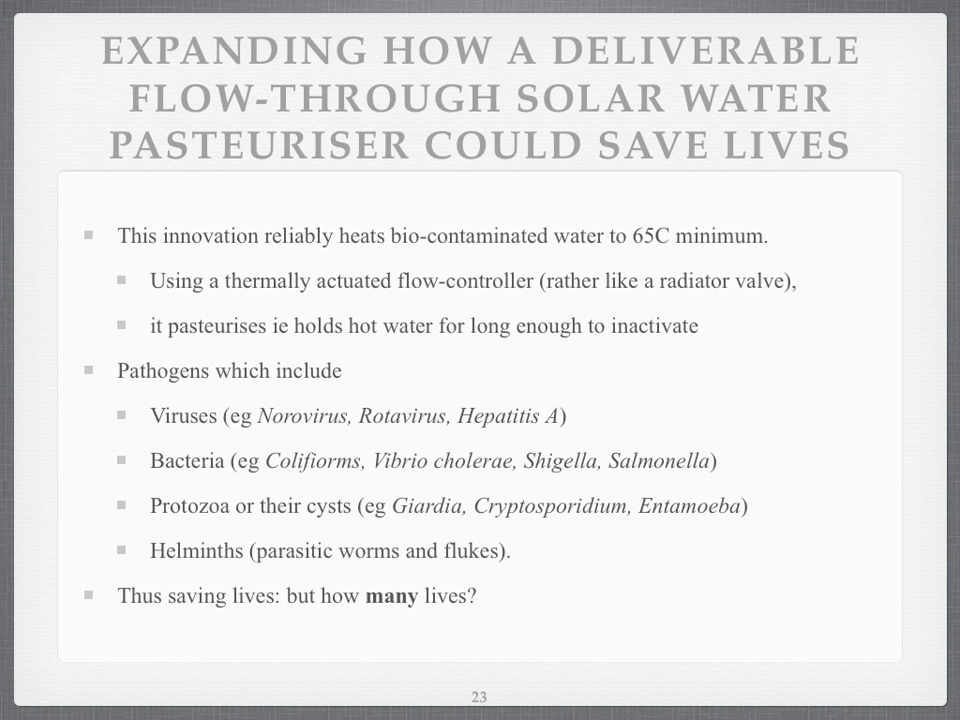 EXPANDING HOW A DELIVERABLE
FLOW-THROUGH SOLAR WATER
PASTEURISER COULD SAVE LIVES
This innovation reliably heats bio-contaminated water to 65C minimum.
Using a thermally actuated flow-controller (rather like a radiator valve),
it pasteurises ie holds hot water for long enough to inactivate
Pathogens which include
Viruses (eg Norovirus, Rotavirus, Hepatitis A)
Bacteria (eg Colifiorms, Vibrio cholerae, Shigella, Salmonella)
Protozoa or their cysts (eg Giardia, Cryptosporidium, Entamoeba)
Helminths (parasitic worms and flukes).
Thus saving lives: but how many lives?
23